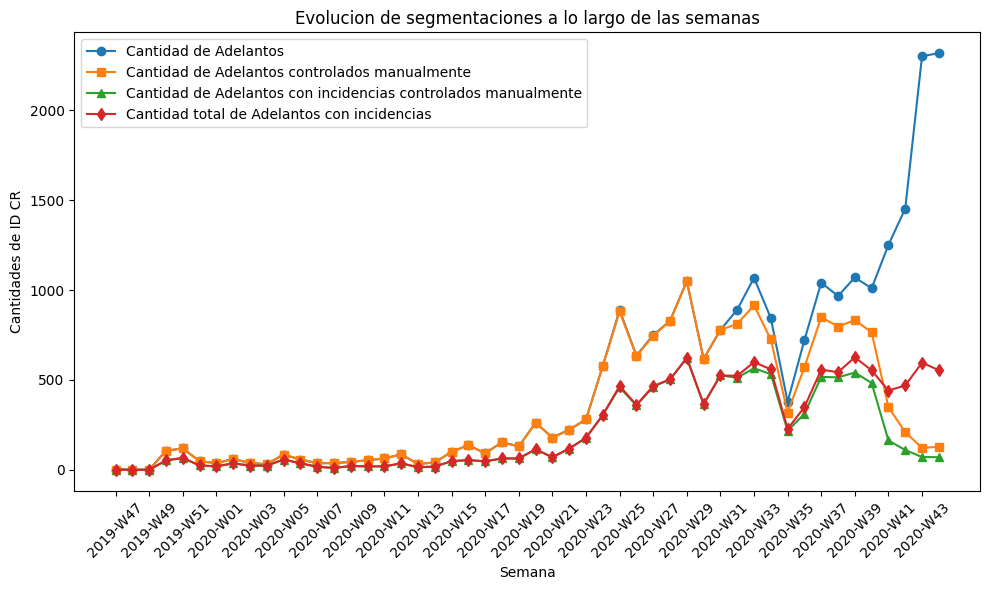 Evolucion de segmentaciones a lo largo de las semanas
Cantidad de Adelantos
Cantidad de Adelantos controlados manualmente
Cantidad de Adelantos con incidencias controlados manualmente
Cantidad total de Adelantos con incidencias
Cantidades de ID CR
2000
1500
1000
500
0
2019-W47
2019-W49
2019-W51
2020-W01
2020-W03
2020-W05
2020-W07
2020-W09
2020-W11
2020-W13
2020-W15
2020-W17
2020-W19
2020-W21
2020-W23
2020-W25
2020-W27
2020-W29
2020-W31
2020-W33
2020-W35
2020-W37
2020-W39
2020-W41
2020-W43
Semana